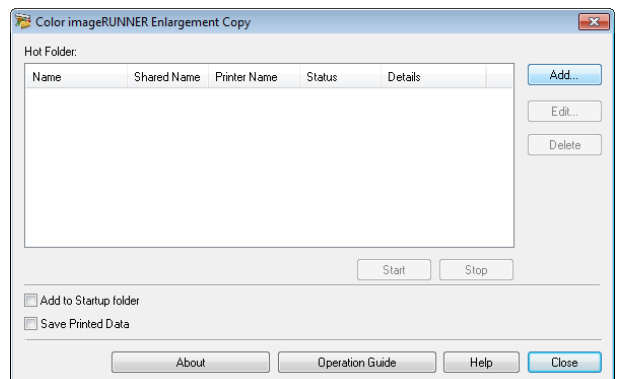 Color imageRUNNER Enlargement Copy
Hot Folder:
Name Shared Name Printer Name Status Details
Add...
Edit...
Delete
Start Stop
Add to Startup folder
Save Printed Data
About Operation Guide Help Close